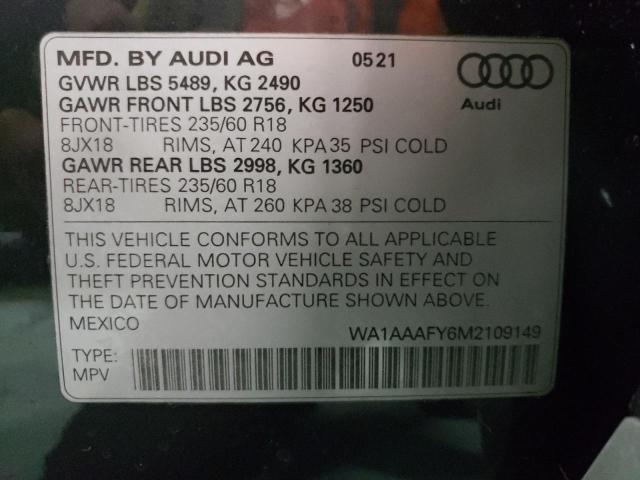 MFD. BY AUDI AG 05 21
GVWR LBS 5489, KG 2490
GAWR FRONT LBS 2756, KG 1250
Audi
FRONT-TIRES 235/60 R18
8JX18 RIMS, AT 240 KPA 35 PSI COLD
GAWR REAR LBS 2998, KG 1360
REAR-TIRES 235/60 R18
8JX18 RIMS, AT 260 KPA 38 PSI COLD
THIS VEHICLE CONFORMS TO ALL APPLICABLE
U.S. FEDERAL MOTOR VEHICLE SAFETY AND
THEFT PREVENTION STANDARDS IN EFFECT ON
THE DATE OF MANUFACTURE SHOWN ABOVE.
MEXICO WA1AAAFY6M2109149
TYPE:
MPV